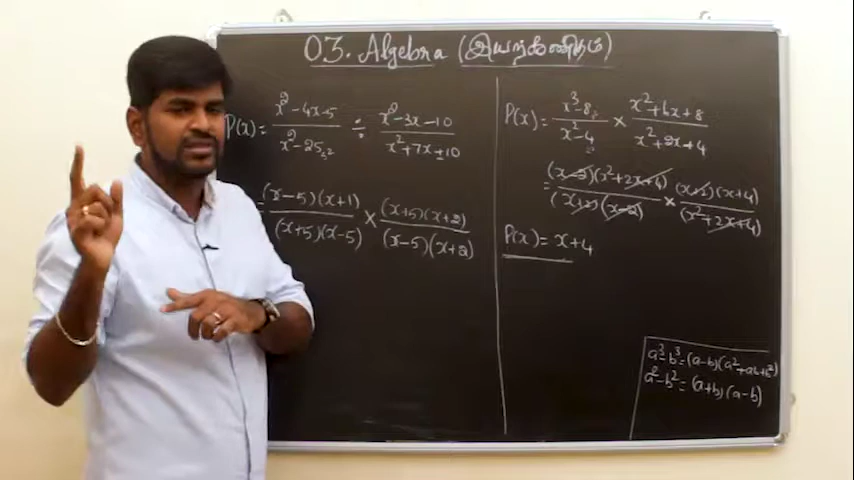 03. Algebra (இயற்கணிதம்)
P(x) = x² - 4x - 5 / x² - 25 ÷ x² - 3x - 10 / x² + 7x + 10
= (x-5)(x+1) / (x+5)(x-5) × (x+5)(x+2) / (x-5)(x+2)
P(x) = x³ - 8 / x² - 4 × x² + 6x + 8 / x² + 2x + 4
= (x-2)(x² + 2x + 4) / (x+2)(x-2) × (x+2)(x+4) / (x² + 2x + 4)
P(x) = x + 4
a³ - b³ = (a-b)(a² + ab + b²)
a² - b² = (a+b)(a-b)